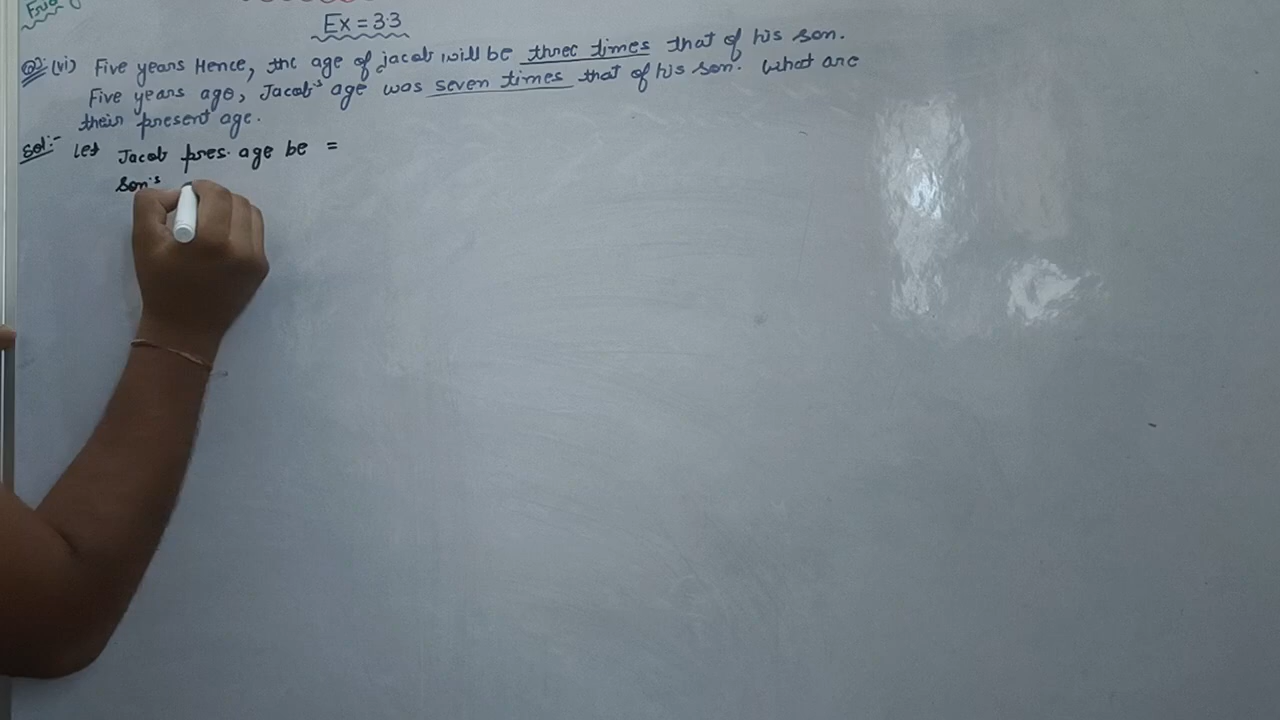 Ex = 3.3
Q3: (vi) Five years Hence, the age of jacob will be three times that of his son.
Five years ago, Jacob's age was seven times that of his son. What are
their present age.
Sol:- Let Jacob pres. age be =
Son's